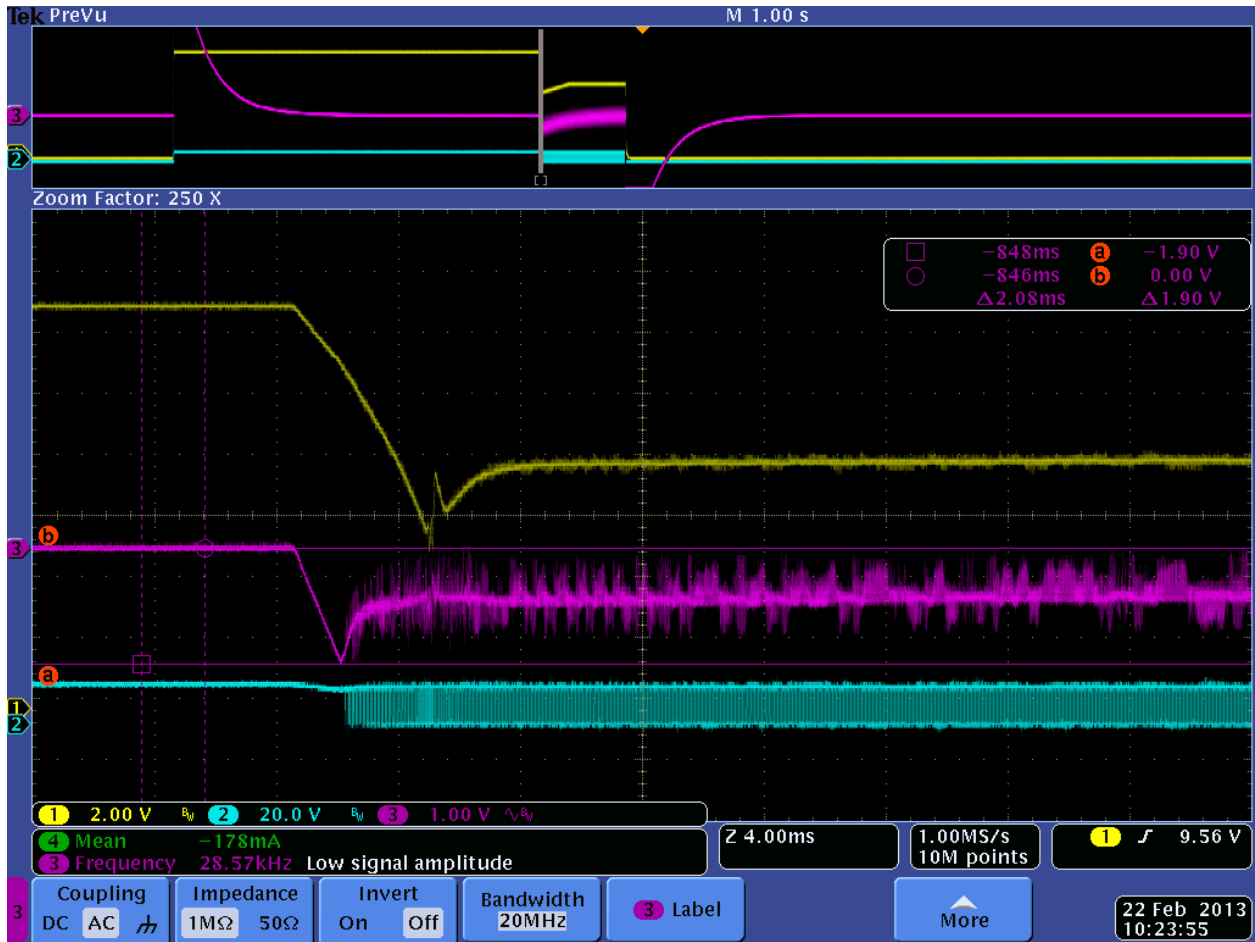 Tek PreVu M 1.00 s
3
2
[ ]
Zoom Factor: 250 X
−848ms a −1.90 V
−846ms b 0.00 V
Δ2.08ms Δ1.90 V
b
3
a
1
2
1 2.00 V BW 2 20.0 V BW 3 1.00 V BW
4 Mean −178mA
3 Frequency 28.57kHz Low signal amplitude
Z 4.00ms
1.00MS/s
10M points
1 9.56 V
3
Coupling
DC AC
Impedance
1MΩ 50Ω
Invert
On Off
Bandwidth
20MHz
3 Label
More
22 Feb 2013
10:23:55